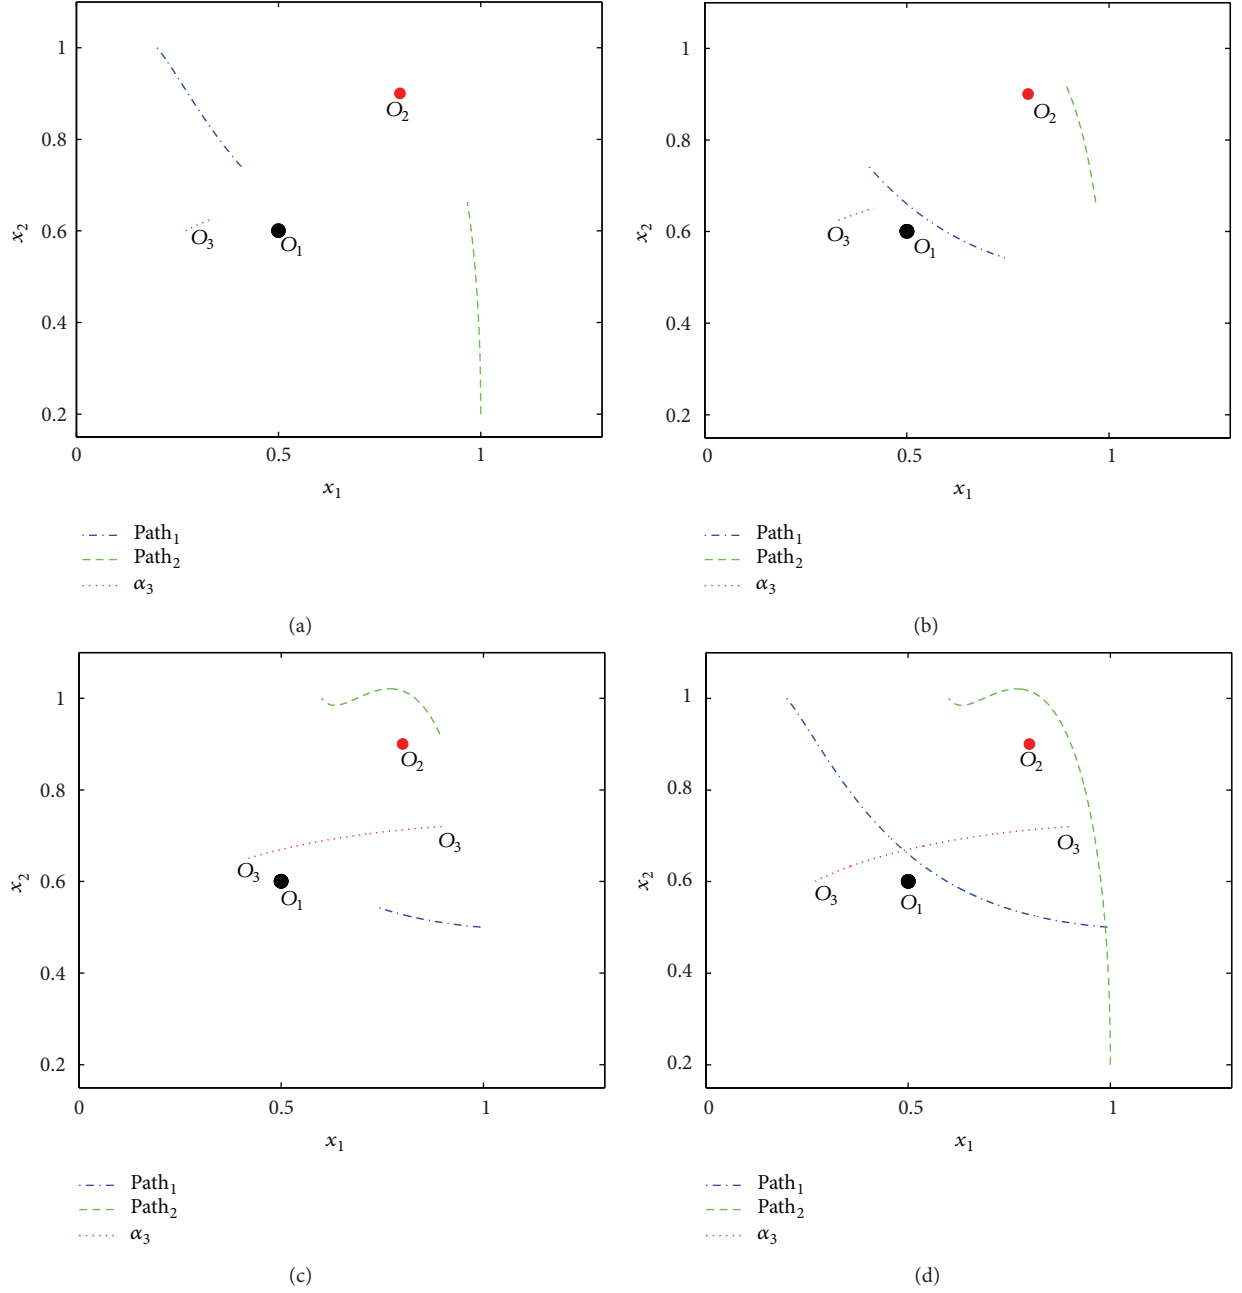 1
0.8
0.6
0.4
0.2
x₂
O₂
O₃
O₁
0
0.5
1
x₁
Path₁
Path₂
α₃
(a)
1
0.8
0.6
0.4
0.2
x₂
O₂
O₃
O₁
0
0.5
1
x₁
Path₁
Path₂
α₃
(b)
1
0.8
0.6
0.4
0.2
x₂
O₂
O₃
O₃
O₁
0
0.5
1
x₁
Path₁
Path₂
α₃
(c)
1
0.8
0.6
0.4
0.2
x₂
O₂
O₃
O₃
O₁
0
0.5
1
x₁
Path₁
Path₂
α₃
(d)